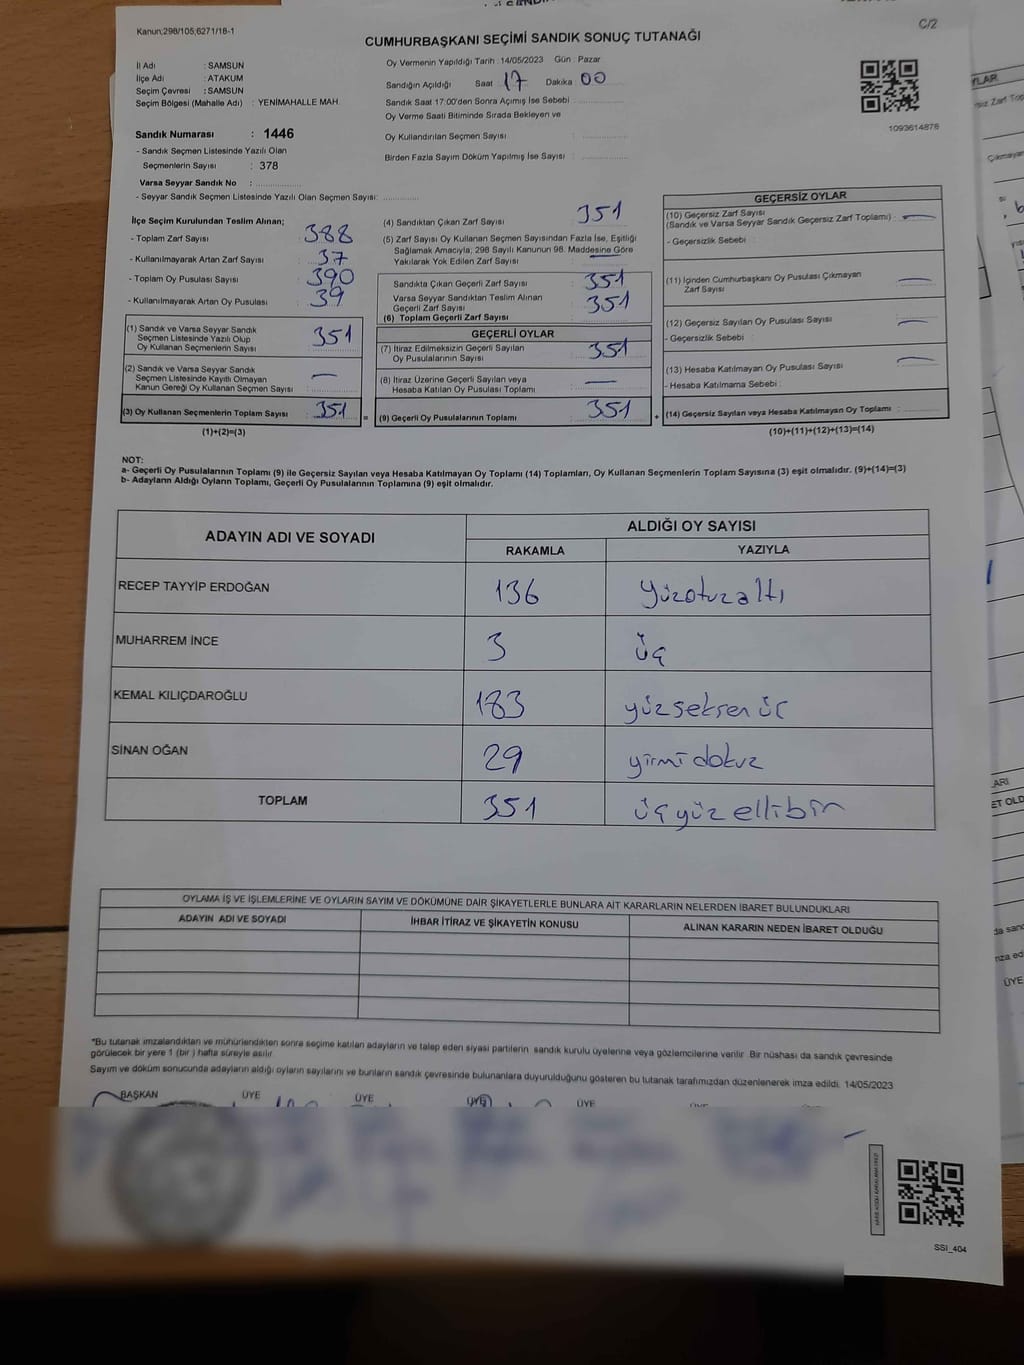 Kanun;298/105;6271/18-1
C/2
CUMHURBAŞKANI SEÇİMİ SANDIK SONUÇ TUTANAĞI
İl Adı : SAMSUN
İlçe Adı : ATAKUM
Seçim Çevresi : SAMSUN
Seçim Bölgesi (Mahalle Adı) : YENİMAHALLE MAH.
Sandık Numarası : 1446
- Sandık Seçmen Listesinde Yazılı Olan
Seçmenlerin Sayısı : 378
Varsa Seyyar Sandık No :
- Seyyar Sandık Seçmen Listesinde Yazılı Olan Seçmen Sayısı:
Oy Vermenin Yapıldığı Tarih : 14/05/2023 Gün : Pazar
Sandığın Açıldığı Saat 17 Dakika 00
Sandık Saat 17:00'den Sonra Açımış İse Sebebi :
Oy Verme Saati Bitiminde Sırada Bekleyen ve
Oy Kullandırılan Seçmen Sayısı :
Birden Fazla Sayım Döküm Yapılmış İse Sayısı :
1093614876
İlçe Seçim Kurulundan Teslim Alınan;
- Toplam Zarf Sayısı : 388
- Kullanılmayarak Artan Zarf Sayısı : 37
- Toplam Oy Pusulası Sayısı : 390
- Kullanılmayarak Artan Oy Pusulası : 39
(1) Sandık ve Varsa Seyyar Sandık
Seçmen Listesinde Yazılı Olup
Oy Kullanan Seçmenlerin Sayısı : 351
(2) Sandık ve Varsa Seyyar Sandık
Seçmen Listesinde Kayıtlı Olmayan
Kanun Gereği Oy Kullanan Seçmen Sayısı : —
(3) Oy Kullanan Seçmenlerin Toplam Sayısı : 351 =
(1)+(2)=(3)
(4) Sandıktan Çıkan Zarf Sayısı : 351
(5) Zarf Sayısı Oy Kullanan Seçmen Sayısından Fazla İse, Eşitliği
Sağlamak Amacıyla; 298 Sayılı Kanunun 98. Maddesine Göre
Yakılarak Yok Edilen Zarf Sayısı : —
Sandıkta Çıkan Geçerli Zarf Sayısı : 351
Varsa Seyyar Sandıktan Teslim Alınan
Geçerli Zarf Sayısı
(6) Toplam Geçerli Zarf Sayısı : 351
GEÇERLİ OYLAR
(7) İtiraz Edilmeksizin Geçerli Sayılan
Oy Pusulalarının Sayısı : 351
(8) İtiraz Üzerine Geçerli Sayılan veya
Hesaba Katılan Oy Pusulası Toplamı : —
(9) Geçerli Oy Pusulalarının Toplamı : 351 +
GEÇERSİZ OYLAR
(10) Geçersiz Zarf Sayısı
(Sandık ve Varsa Seyyar Sandık Geçersiz Zarf Toplamı) : —
- Geçersizlik Sebebi :
(11) İçinden Cumhurbaşkanı Oy Pusulası Çıkmayan
Zarf Sayısı : —
(12) Geçersiz Sayılan Oy Pusulası Sayısı : —
- Geçersizlik Sebebi :
(13) Hesaba Katılmayan Oy Pusulası Sayısı : —
- Hesaba Katılmama Sebebi :
(14) Geçersiz Sayılan veya Hesaba Katılmayan Oy Toplamı :
(10)+(11)+(12)+(13)=(14)
NOT:
a- Geçerli Oy Pusulalarının Toplamı (9) ile Geçersiz Sayılan veya Hesaba Katılmayan Oy Toplamı (14) Toplamları, Oy Kullanan Seçmenlerin Toplam Sayısına (3) eşit olmalıdır. (9)+(14)=(3)
b- Adayların Aldığı Oyların Toplamı, Geçerli Oy Pusulalarının Toplamına (9) eşit olmalıdır.
ADAYIN ADI VE SOYADI
ALDIĞI OY SAYISI
RAKAMLA YAZIYLA
RECEP TAYYİP ERDOĞAN 136 Yüzotuzaltı
MUHARREM İNCE 3 üç
KEMAL KILIÇDAROĞLU 183 yüzseksenüç
SİNAN OĞAN 29 yirmidokuz
TOPLAM 351 üçyüzellibir
OYLAMA İŞ VE İŞLEMLERİNE VE OYLARIN SAYIM VE DÖKÜMÜNE DAİR ŞİKAYETLERLE BUNLARA AİT KARARLARIN NELERDEN İBARET BULUNDUKLARI
ADAYIN ADI VE SOYADI İHBAR İTİRAZ VE ŞİKAYETİN KONUSU ALINAN KARARIN NEDEN İBARET OLDUĞU
"Bu tutanak imzalandıktan ve mühürlendikten sonra seçime katılan adayların ve talep eden siyasi partilerin sandık kurulu üyelerine veya gözlemcilerine verilir. Bir nüshası da sandık çevresinde
görülecek bir yere 1 (bir) hafta süreyle asılır.
Sayım ve döküm sonucunda adayların aldığı oyların sayılarını ve bunların sandık çevresinde bulunanlara duyurulduğunu gösteren bu tutanak tarafımızdan düzenlenerek imza edildi. 14/05/2023
BAŞKAN ÜYE ÜYE ÜYE ÜYE
SSI_404